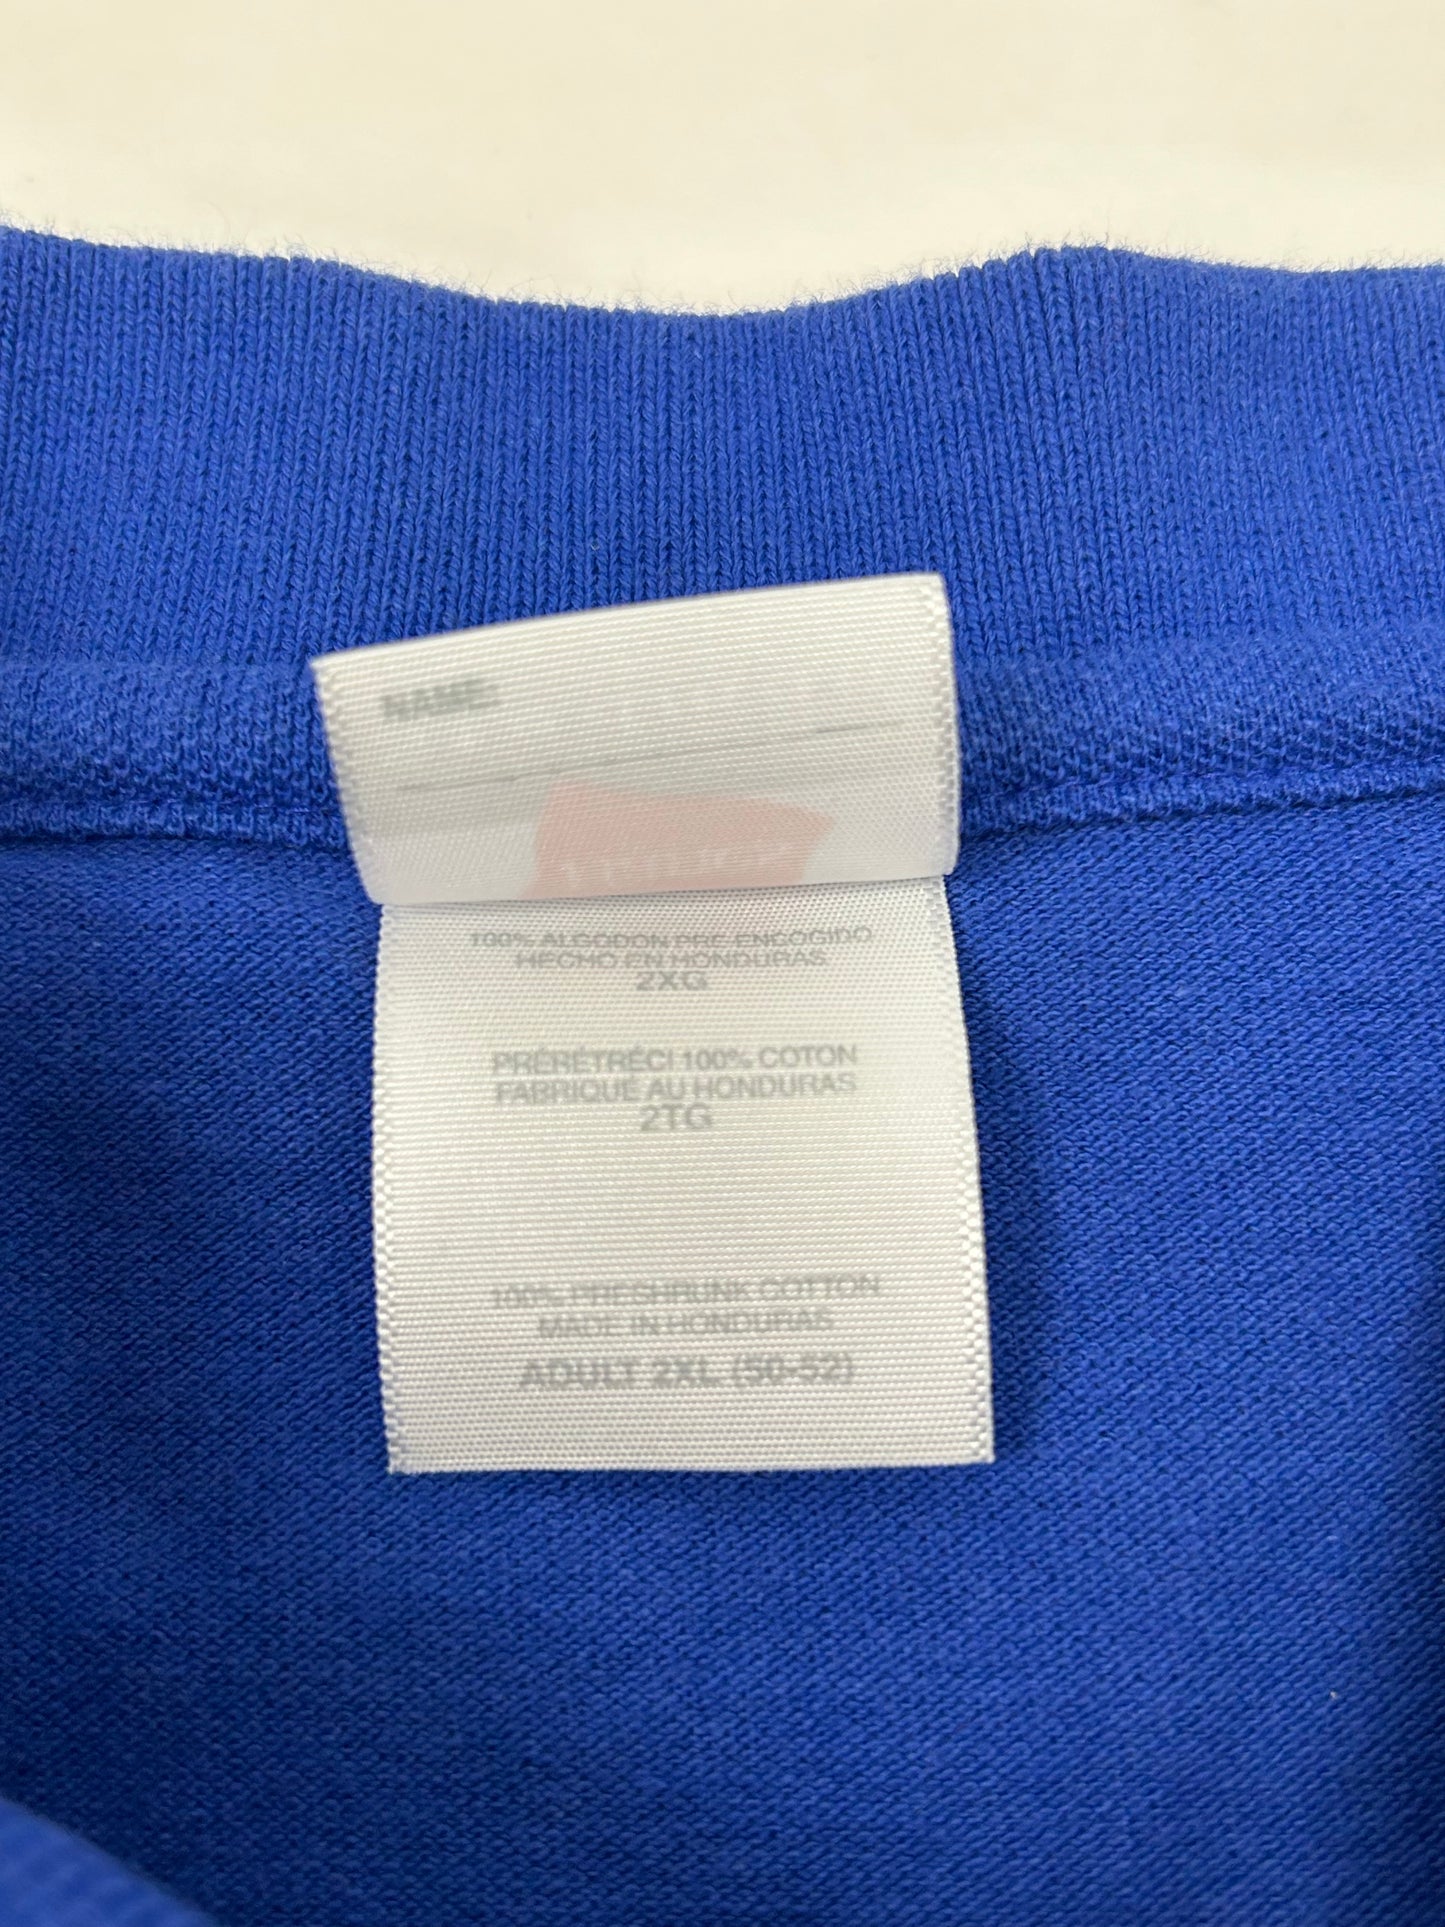 NAME:
100% ALGODON PRE-ENCOGIDO
HECHO EN HONDURAS
2XG
PRÉRÉTRÉCI 100% COTON
FABRIQUÉ AU HONDURAS
2TG
100% PRESHRUNK COTTON
MADE IN HONDURAS
ADULT 2XL (50-52)